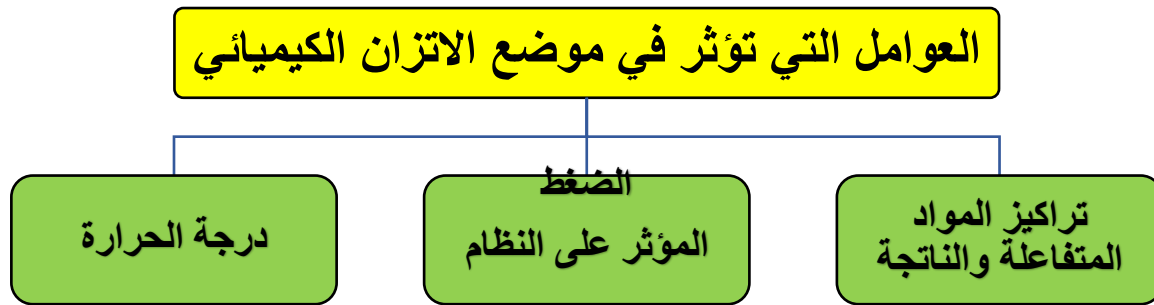 العوامل التي تؤثر في موضع الاتزان الكيميائي
تراكيز المواد
المتفاعلة والناتجة
الضغط
المؤثر على النظام
درجة الحرارة